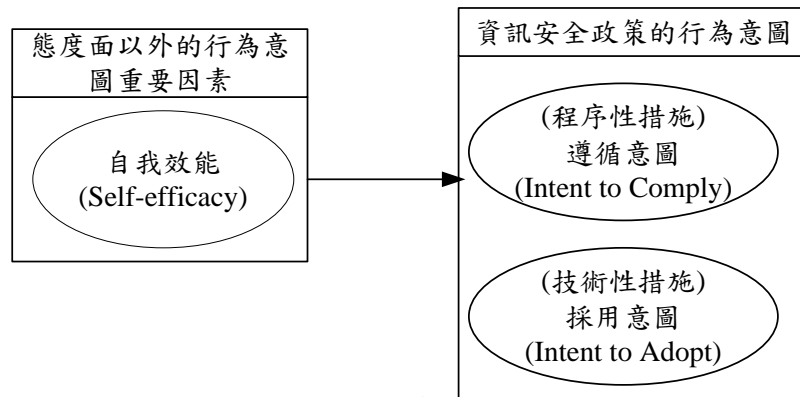 態度面以外的行為意
圖重要因素
自我效能
(Self-efficacy)
資訊安全政策的行為意圖
(程序性措施)
遵循意圖
(Intent to Comply)
(技術性措施)
採用意圖
(Intent to Adopt)